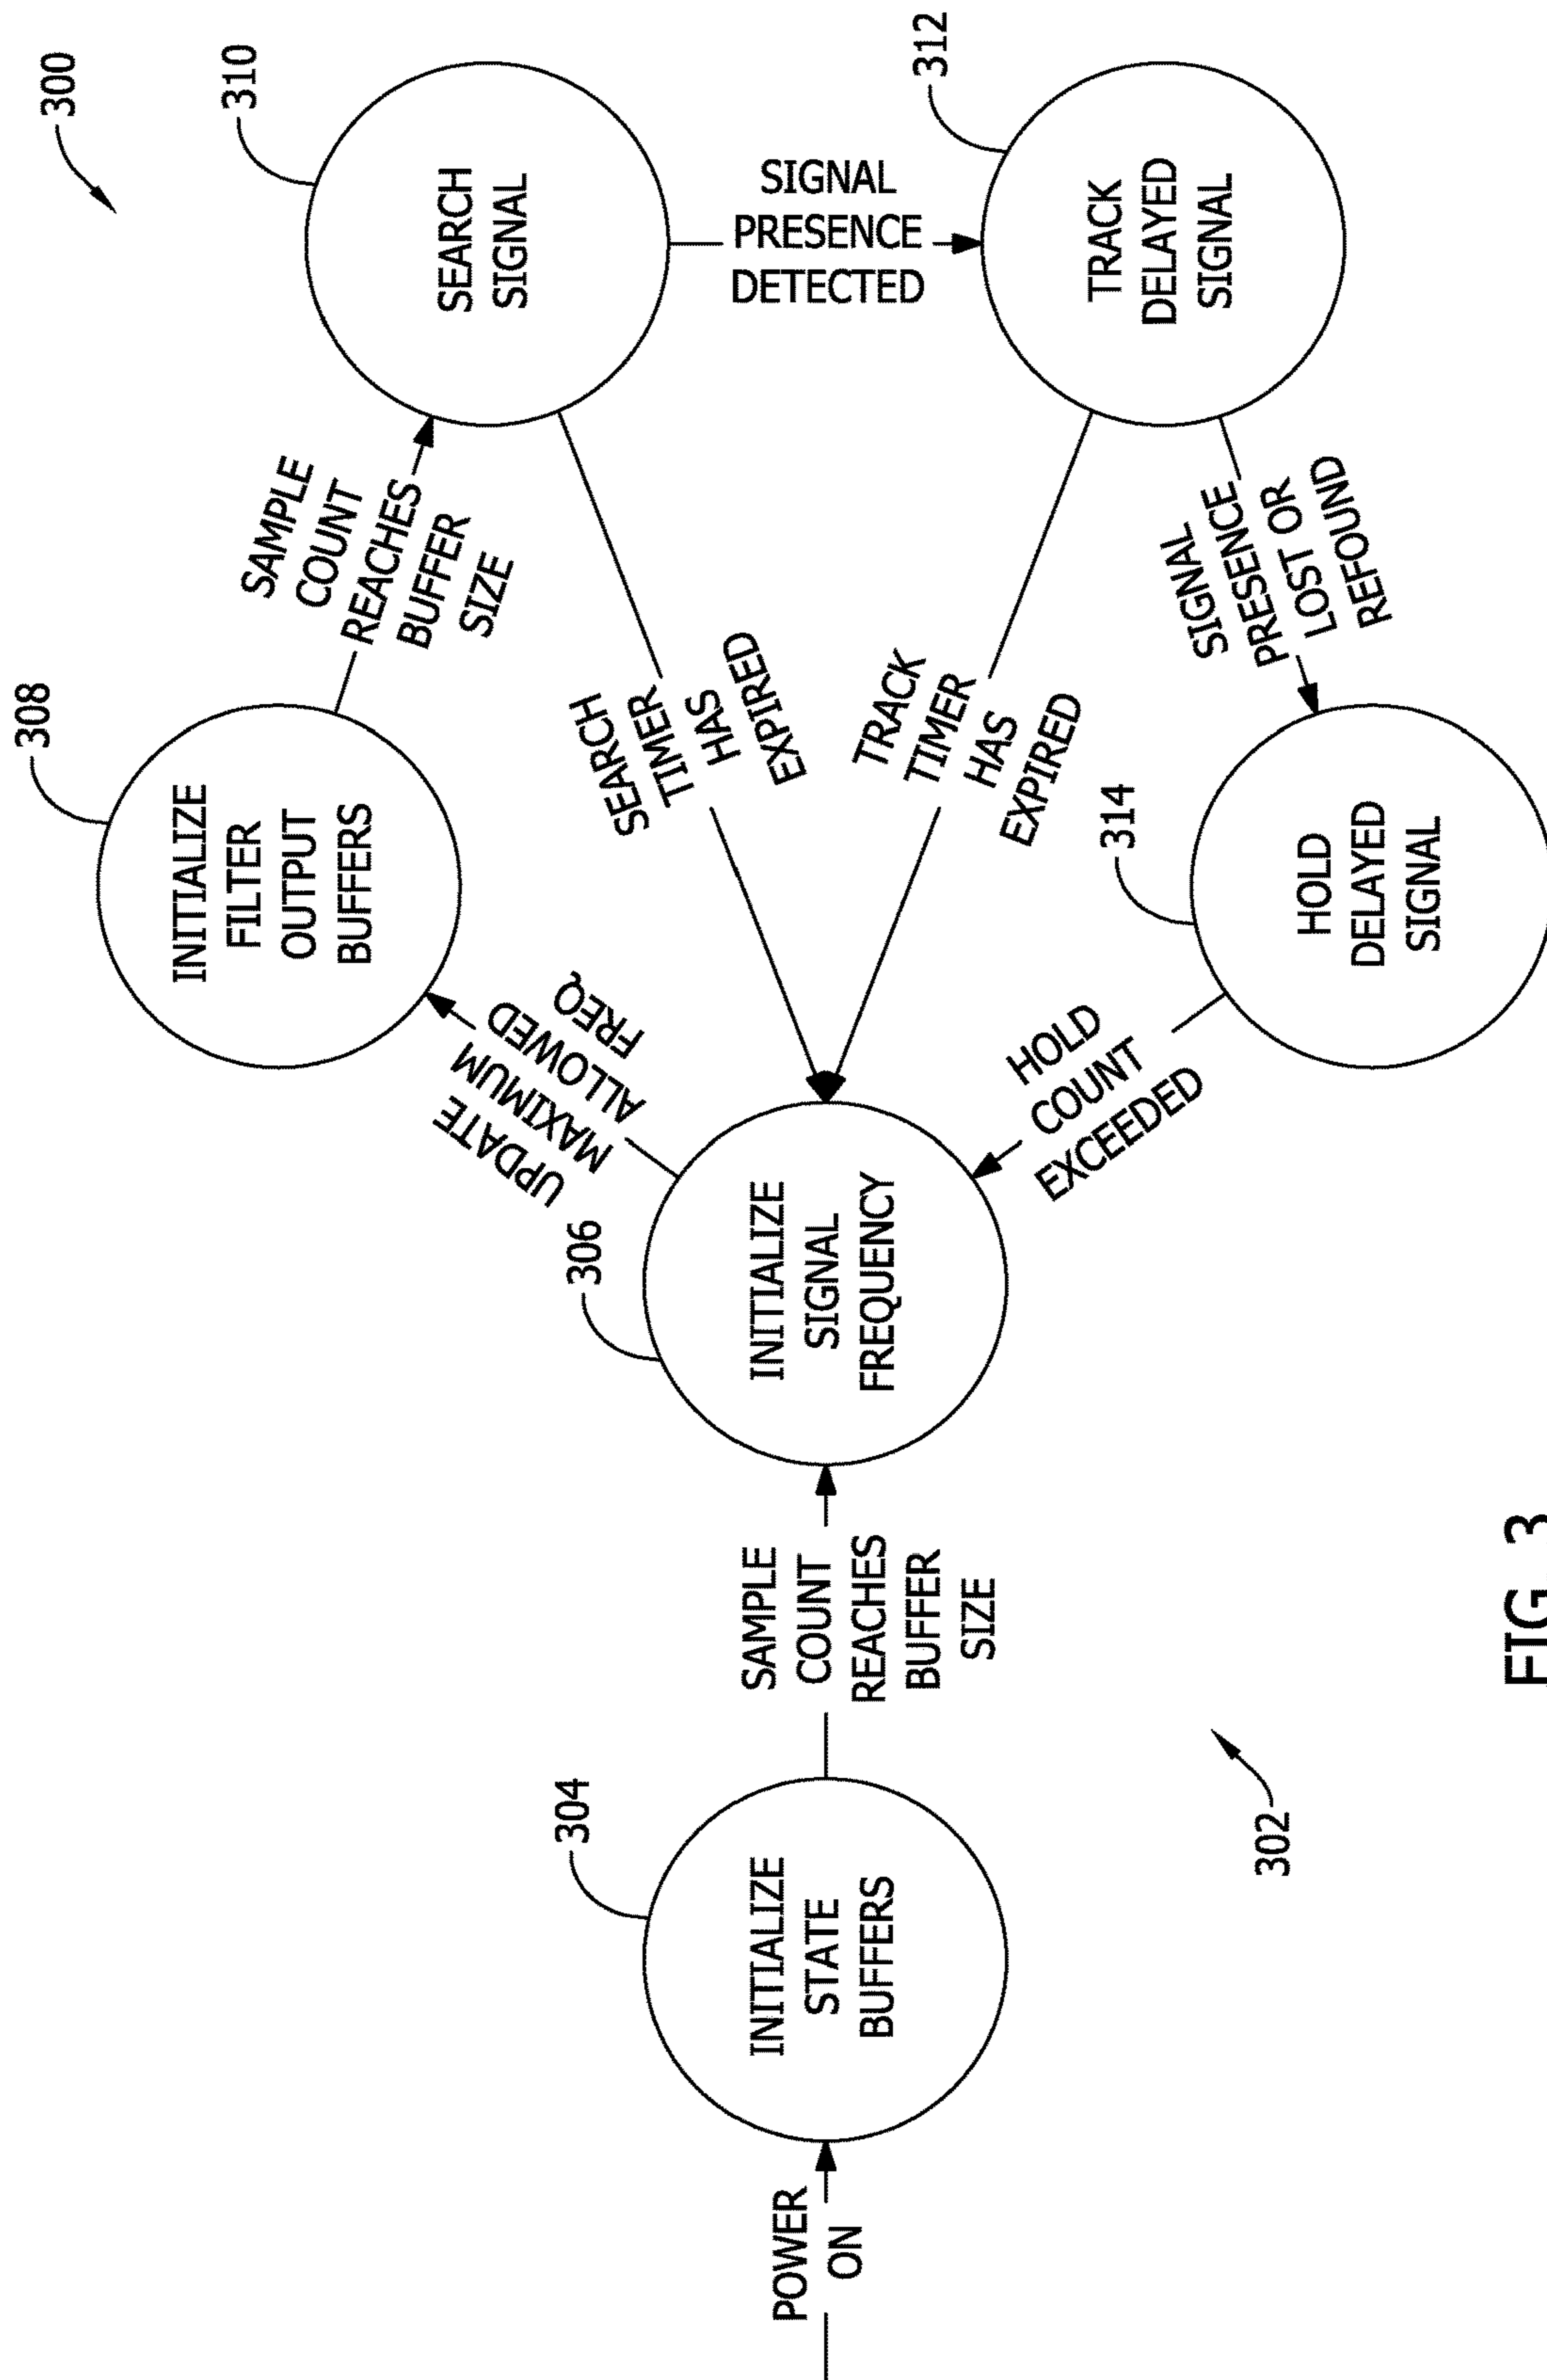 300
310
SEARCH
SIGNAL
308
INITIALIZE
FILTER
OUTPUT
BUFFERS
SAMPLE
COUNT
REACHES
BUFFER
SIZE
SIGNAL
PRESENCE
DETECTED
UPDATE
MAXIMUM
ALLOWED
FREQ
SEARCH
TIMER
HAS
EXPIRED
POWER
ON
304
INITIALIZE
STATE
BUFFERS
SAMPLE
COUNT
REACHES
BUFFER
SIZE
306
INITIALIZE
SIGNAL
FREQUENCY
TRACK
TIMER
HAS
EXPIRED
312
TRACK
DELAYED
SIGNAL
HOLD
COUNT
EXCEEDED
314
HOLD
DELAYED
SIGNAL
SIGNAL
PRESENCE
LOST OR
REFOUND
302
FIG. 3